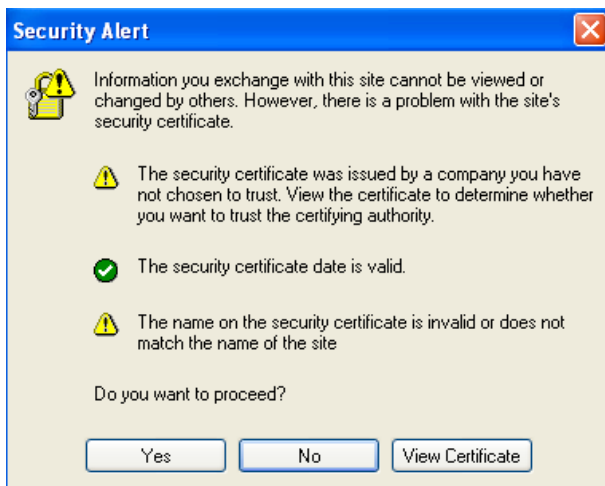 Security Alert
Information you exchange with this site cannot be viewed or
changed by others. However, there is a problem with the site's
security certificate.
The security certificate was issued by a company you have
not chosen to trust. View the certificate to determine whether
you want to trust the certifying authority.
The security certificate date is valid.
The name on the security certificate is invalid or does not
match the name of the site
Do you want to proceed?
Yes
No
View Certificate